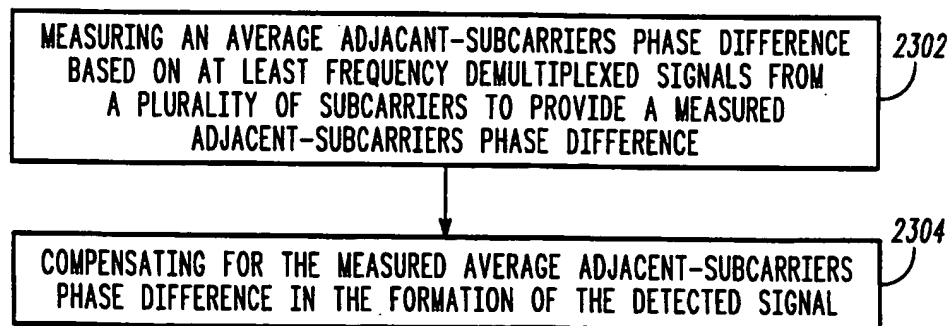 MEASURING AN AVERAGE ADJACANT-SUBCARRIERS PHASE DIFFERENCE
BASED ON AT LEAST FREQUENCY DEMULTIPLEXED SIGNALS FROM
A PLURALITY OF SUBCARRIERS TO PROVIDE A MEASURED
ADJACENT-SUBCARRIERS PHASE DIFFERENCE
2302
COMPENSATING FOR THE MEASURED AVERAGE ADJACENT-SUBCARRIERS
PHASE DIFFERENCE IN THE FORMATION OF THE DETECTED SIGNAL
2304